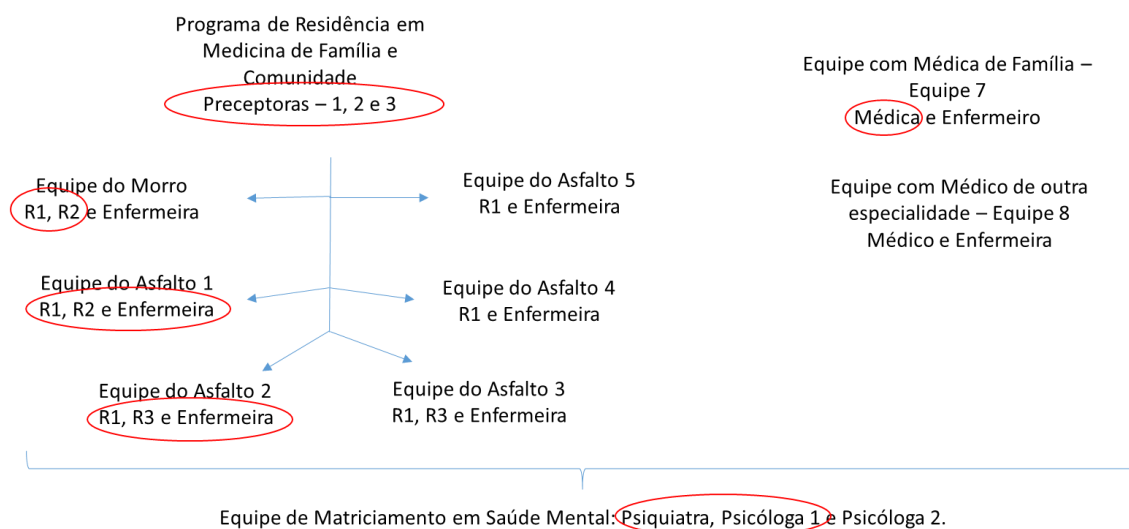 Programa de Residência em
Medicina de Família e
Comunidade
Preceptoras – 1, 2 e 3
Equipe com Médica de Família –
Equipe 7
Médica e Enfermeiro
Equipe do Morro
R1, R2 e Enfermeira
Equipe do Asfalto 5
R1 e Enfermeira
Equipe com Médico de outra
especialidade – Equipe 8
Médico e Enfermeira
Equipe do Asfalto 1
R1, R2 e Enfermeira
Equipe do Asfalto 4
R1 e Enfermeira
Equipe do Asfalto 2
R1, R3 e Enfermeira
Equipe do Asfalto 3
R1, R3 e Enfermeira
Equipe de Matriciamento em Saúde Mental: Psiquiatra, Psicóloga 1 e Psicóloga 2.